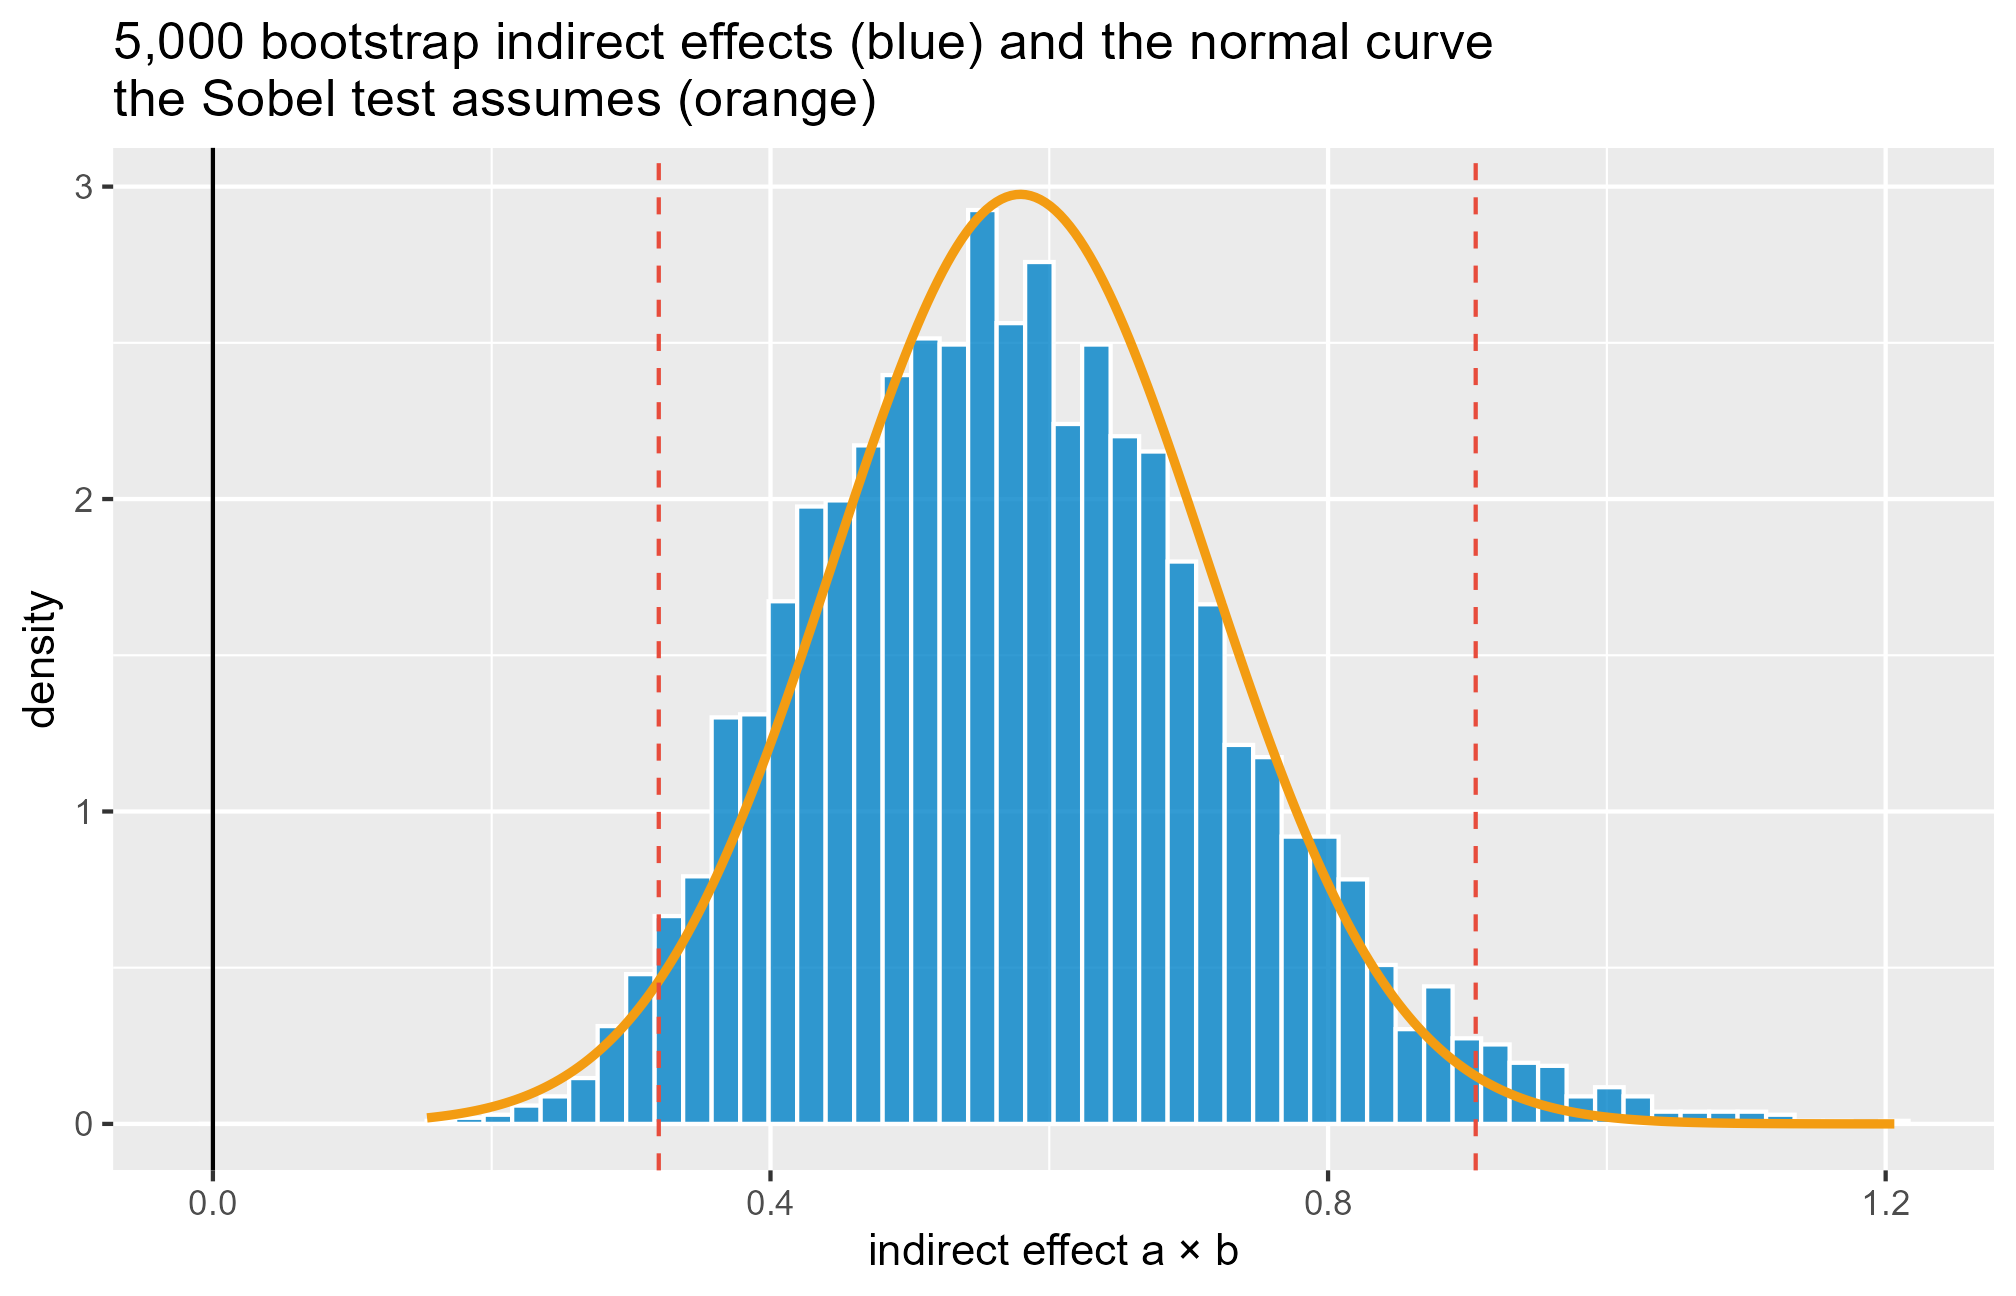 5,000 bootstrap indirect effects (blue) and the normal curve
the Sobel test assumes (orange)
3
2
1
0
density
0.0
0.4
0.8
1.2
indirect effect a × b